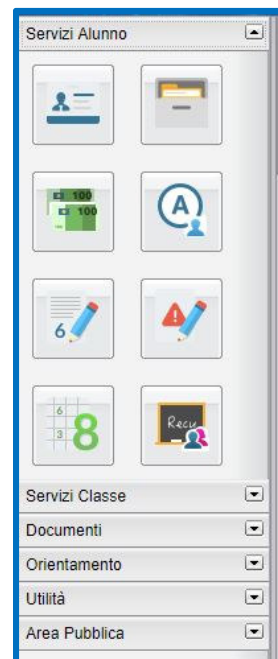 Servizi Alunno
100
100
A
6
6
3 8
Recu
Servizi Classe
Documenti
Orientamento
Utilità
Area Pubblica